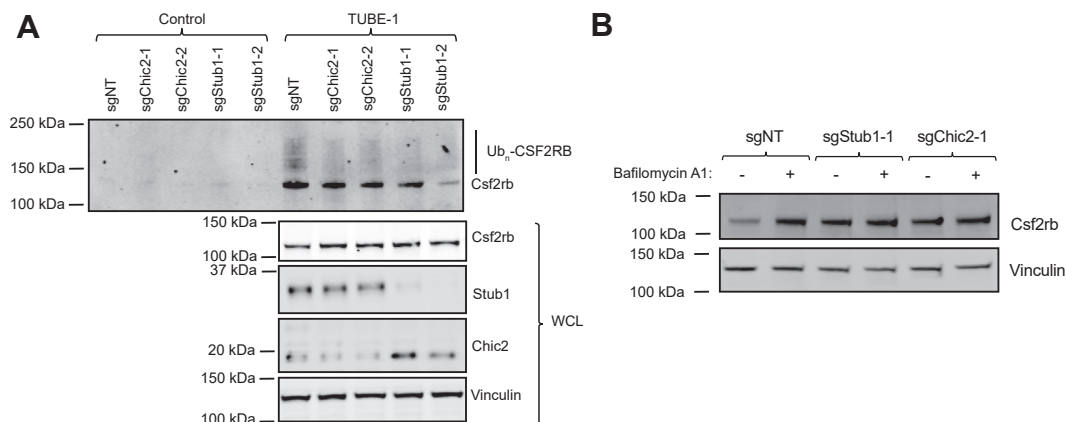 A
Control
TUBE-1
sgNT
sgChic2-1
sgChic2-2
sgStub1-1
sgStub1-2
sgNT
sgChic2-1
sgChic2-2
sgStub1-1
sgStub1-2
250 kDa
150 kDa
100 kDa
Ubn-CSF2RB
Csf2rb
150 kDa
100 kDa
Csf2rb
37 kDa
Stub1
20 kDa
Chic2
150 kDa
100 kDa
Vinculin
WCL
B
sgNT
sgStub1-1
sgChic2-1
Bafilomycin A1:
- + - + - +
150 kDa
100 kDa
Csf2rb
150 kDa
100 kDa
Vinculin